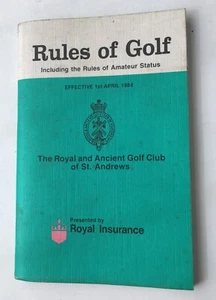 Rules of Golf
Including the Rules of Amateur Status
EFFECTIVE 1st APRIL 1984
The Royal and Ancient Golf Club
of St. Andrews
Presented by
Royal Insurance